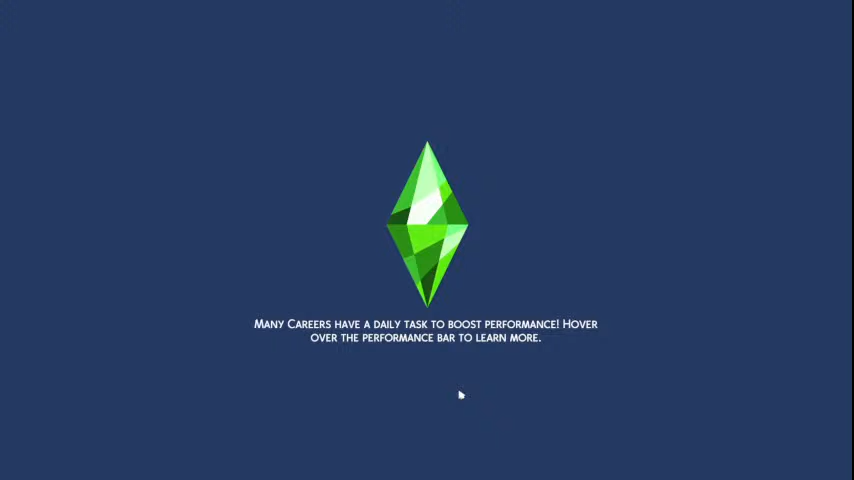 Many Careers have a daily task to boost performance! Hover
over the performance bar to learn more.